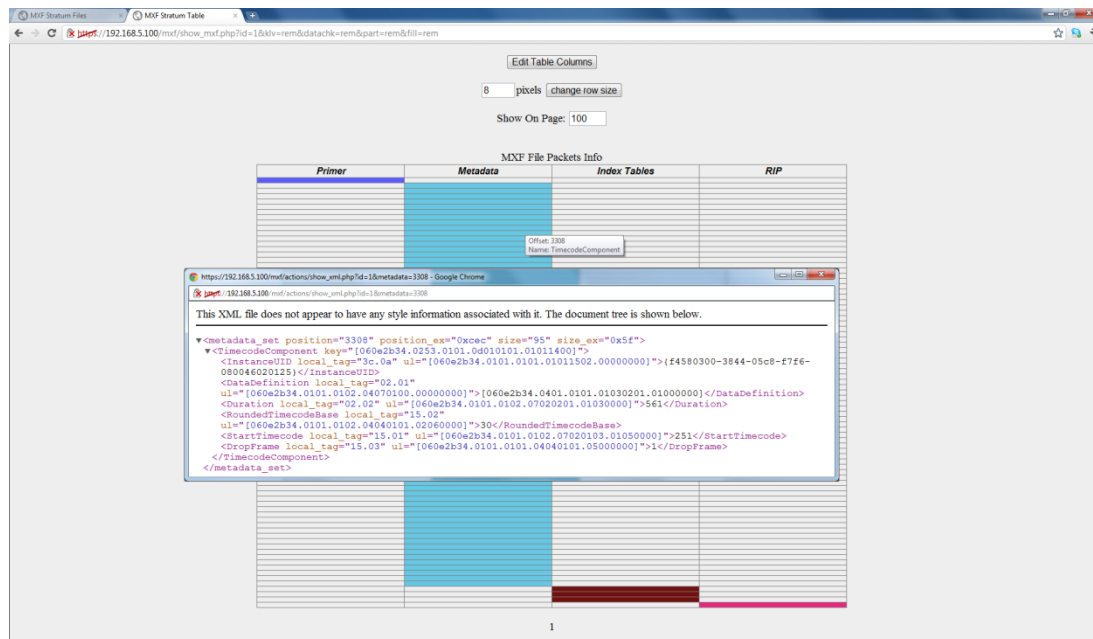 MXF Stratum Files
MXF Stratum Table
https://192.168.5.100/mxf/show_mxf.php?id=1&klv=rem&datachk=rem&part=rem&fill=rem
Edit Table Columns
8 pixels change row size
Show On Page: 100
MXF File Packets Info
Primer Metadata Index Tables RIP
Offset: 3308
Name: TimecodeComponent
https://192.168.5.100/mxf/actions/show_xml.php?id=1&metadata=3308 - Google Chrome
https://192.168.5.100/mxf/actions/show_xml.php?id=1&metadata=3308
This XML file does not appear to have any style information associated with it. The document tree is shown below.
▼<metadata_set position="3308" position_ex="0xcec" size="95" size_ex="0x5f">
▼<TimecodeComponent key="[060e2b34.0253.0101.0d010101.01011400]">
<InstanceUID local_tag="3c.0a" ul="[060e2b34.0101.0101.01011502.00000000]">{f4580300-3844-05c8-f7f6-
080046020125}</InstanceUID>
<DataDefinition local_tag="02.01"
ul="[060e2b34.0101.0102.04070100.00000000]">[060e2b34.0401.0101.01030201.01000000]</DataDefinition>
<Duration local_tag="02.02" ul="[060e2b34.0101.0102.07020201.01030000]">561</Duration>
<RoundedTimecodeBase local_tag="15.02"
ul="[060e2b34.0101.0102.04040101.02060000]">30</RoundedTimecodeBase>
<StartTimecode local_tag="15.01" ul="[060e2b34.0101.0102.07020103.01050000]">251</StartTimecode>
<DropFrame local_tag="15.03" ul="[060e2b34.0101.0101.04040101.05000000]">1</DropFrame>
</TimecodeComponent>
</metadata_set>
1